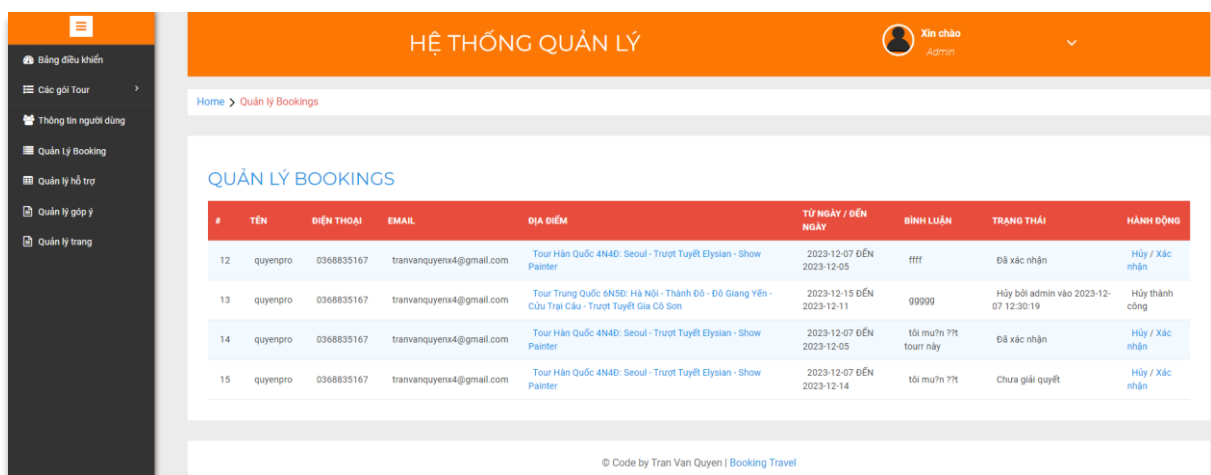 HỆ THỐNG QUẢN LÝ
Xin chào
Admin
Bảng điều khiển
Các gói Tour
Thông tin người dùng
Quản Lý Booking
Quản lý hỗ trợ
Quản lý góp ý
Quản lý trang
Home > Quản lý Bookings
QUẢN LÝ BOOKINGS
# TÊN ĐIỆN THOẠI EMAIL ĐỊA ĐIỂM TỪ NGÀY / ĐẾN NGÀY BÌNH LUẬN TRẠNG THÁI HÀNH ĐỘNG
12 quyenpro 0368835167 tranvanquyenx4@gmail.com Tour Hàn Quốc 4N4Đ: Seoul - Trượt Tuyết Elysian - Show Painter 2023-12-07 ĐẾN 2023-12-05 ffff Đã xác nhận Hủy / Xác nhận
13 quyenpro 0368835167 tranvanquyenx4@gmail.com Tour Trung Quốc 6N5Đ: Hà Nội - Thành Đô - Đô Giang Yển - Cửu Trại Câu - Trượt Tuyết Gia Cô Sơn 2023-12-15 ĐẾN 2023-12-11 ggggg Hủy bởi admin vào 2023-12-07 12:30:19 Hủy thành công
14 quyenpro 0368835167 tranvanquyenx4@gmail.com Tour Hàn Quốc 4N4Đ: Seoul - Trượt Tuyết Elysian - Show Painter 2023-12-07 ĐẾN 2023-12-05 tôi mu?n ??t tourr này Đã xác nhận Hủy / Xác nhận
15 quyenpro 0368835167 tranvanquyenx4@gmail.com Tour Hàn Quốc 4N4Đ: Seoul - Trượt Tuyết Elysian - Show Painter 2023-12-07 ĐẾN 2023-12-14 tôi mu?n ??t Chưa giải quyết Hủy / Xác nhận
© Code by Tran Van Quyen | Booking Travel